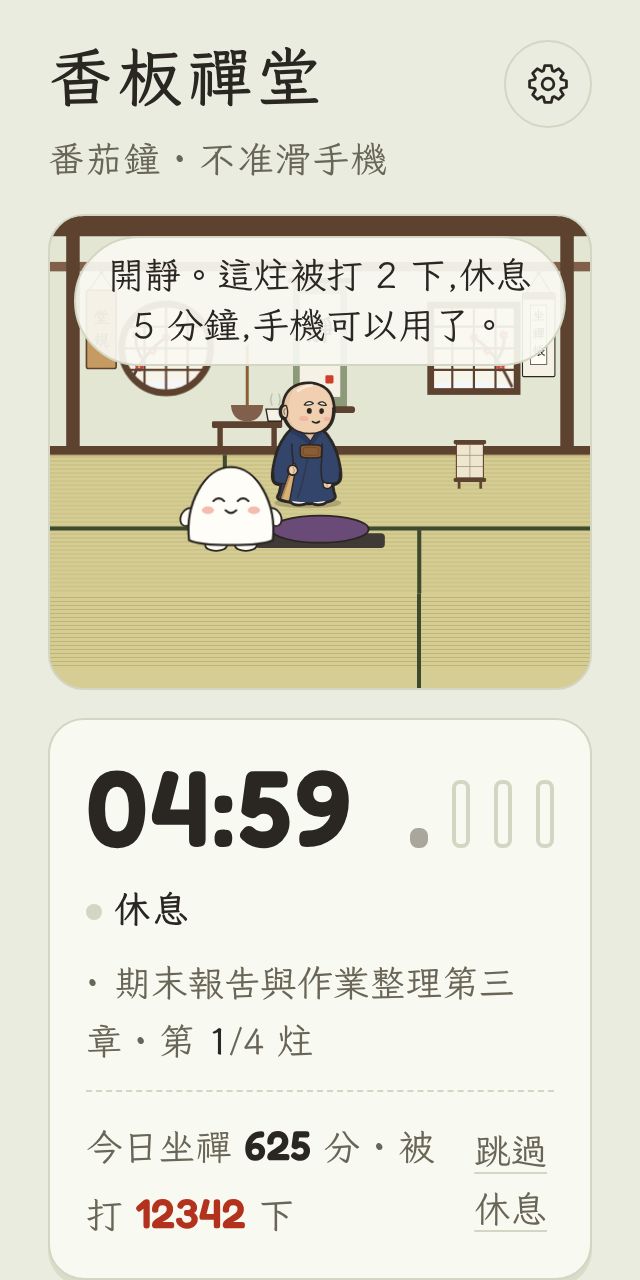 香板禪堂
番茄鐘・不准滑手機
開靜。這炷被打 2 下,休息
5 分鐘,手機可以用了。
04:59
休息
・期末報告與作業整理第三
章・第 1/4 炷
今日坐禪 625 分・被
打 12342 下
跳過
休息